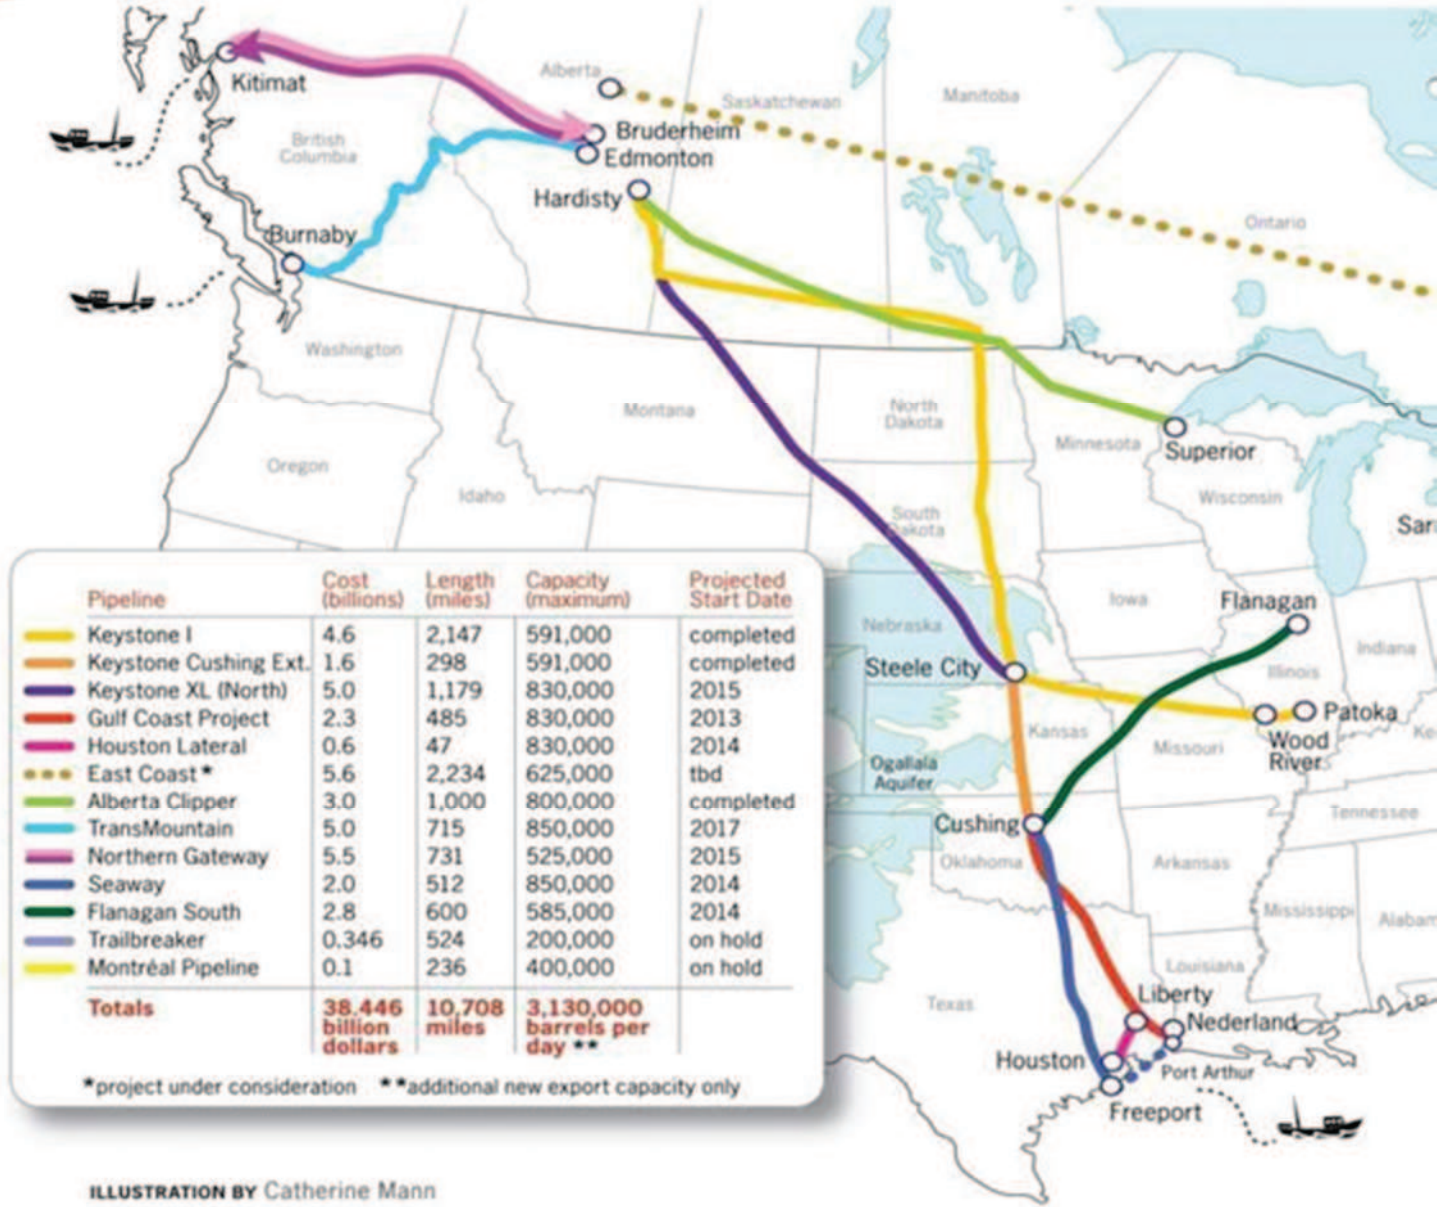 Kitimat
Alberta
Saskatchewan
Manitoba
British
Columbia
Bruderheim
Edmonton
Hardisty
Ontario
Burnaby
Washington
Montana
North
Dakota
Minnesota
Superior
Oregon
Idaho
South
Dakota
Wisconsin
Sar
Iowa
Flanagan
Nebraska
Indiana
Steele City
Illinois
Patoka
Kansas
Missouri
Wood
River
Ke
Ogallala
Aquifer
Tennessee
Cushing
Oklahoma
Arkansas
Mississippi
Alabam
Louisiana
Texas
Liberty
Nederland
Houston
Port Arthur
Freeport
Pipeline Cost (billions) Length (miles) Capacity (maximum) Projected Start Date
Keystone I 4.6 2,147 591,000 completed
Keystone Cushing Ext. 1.6 298 591,000 completed
Keystone XL (North) 5.0 1,179 830,000 2015
Gulf Coast Project 2.3 485 830,000 2013
Houston Lateral 0.6 47 830,000 2014
East Coast* 5.6 2,234 625,000 tbd
Alberta Clipper 3.0 1,000 800,000 completed
TransMountain 5.0 715 850,000 2017
Northern Gateway 5.5 731 525,000 2015
Seaway 2.0 512 850,000 2014
Flanagan South 2.8 600 585,000 2014
Trailbreaker 0.346 524 200,000 on hold
Montréal Pipeline 0.1 236 400,000 on hold
Totals 38.446 billion dollars 10,708 miles 3,130,000 barrels per day **
*project under consideration **additional new export capacity only
ILLUSTRATION BY Catherine Mann